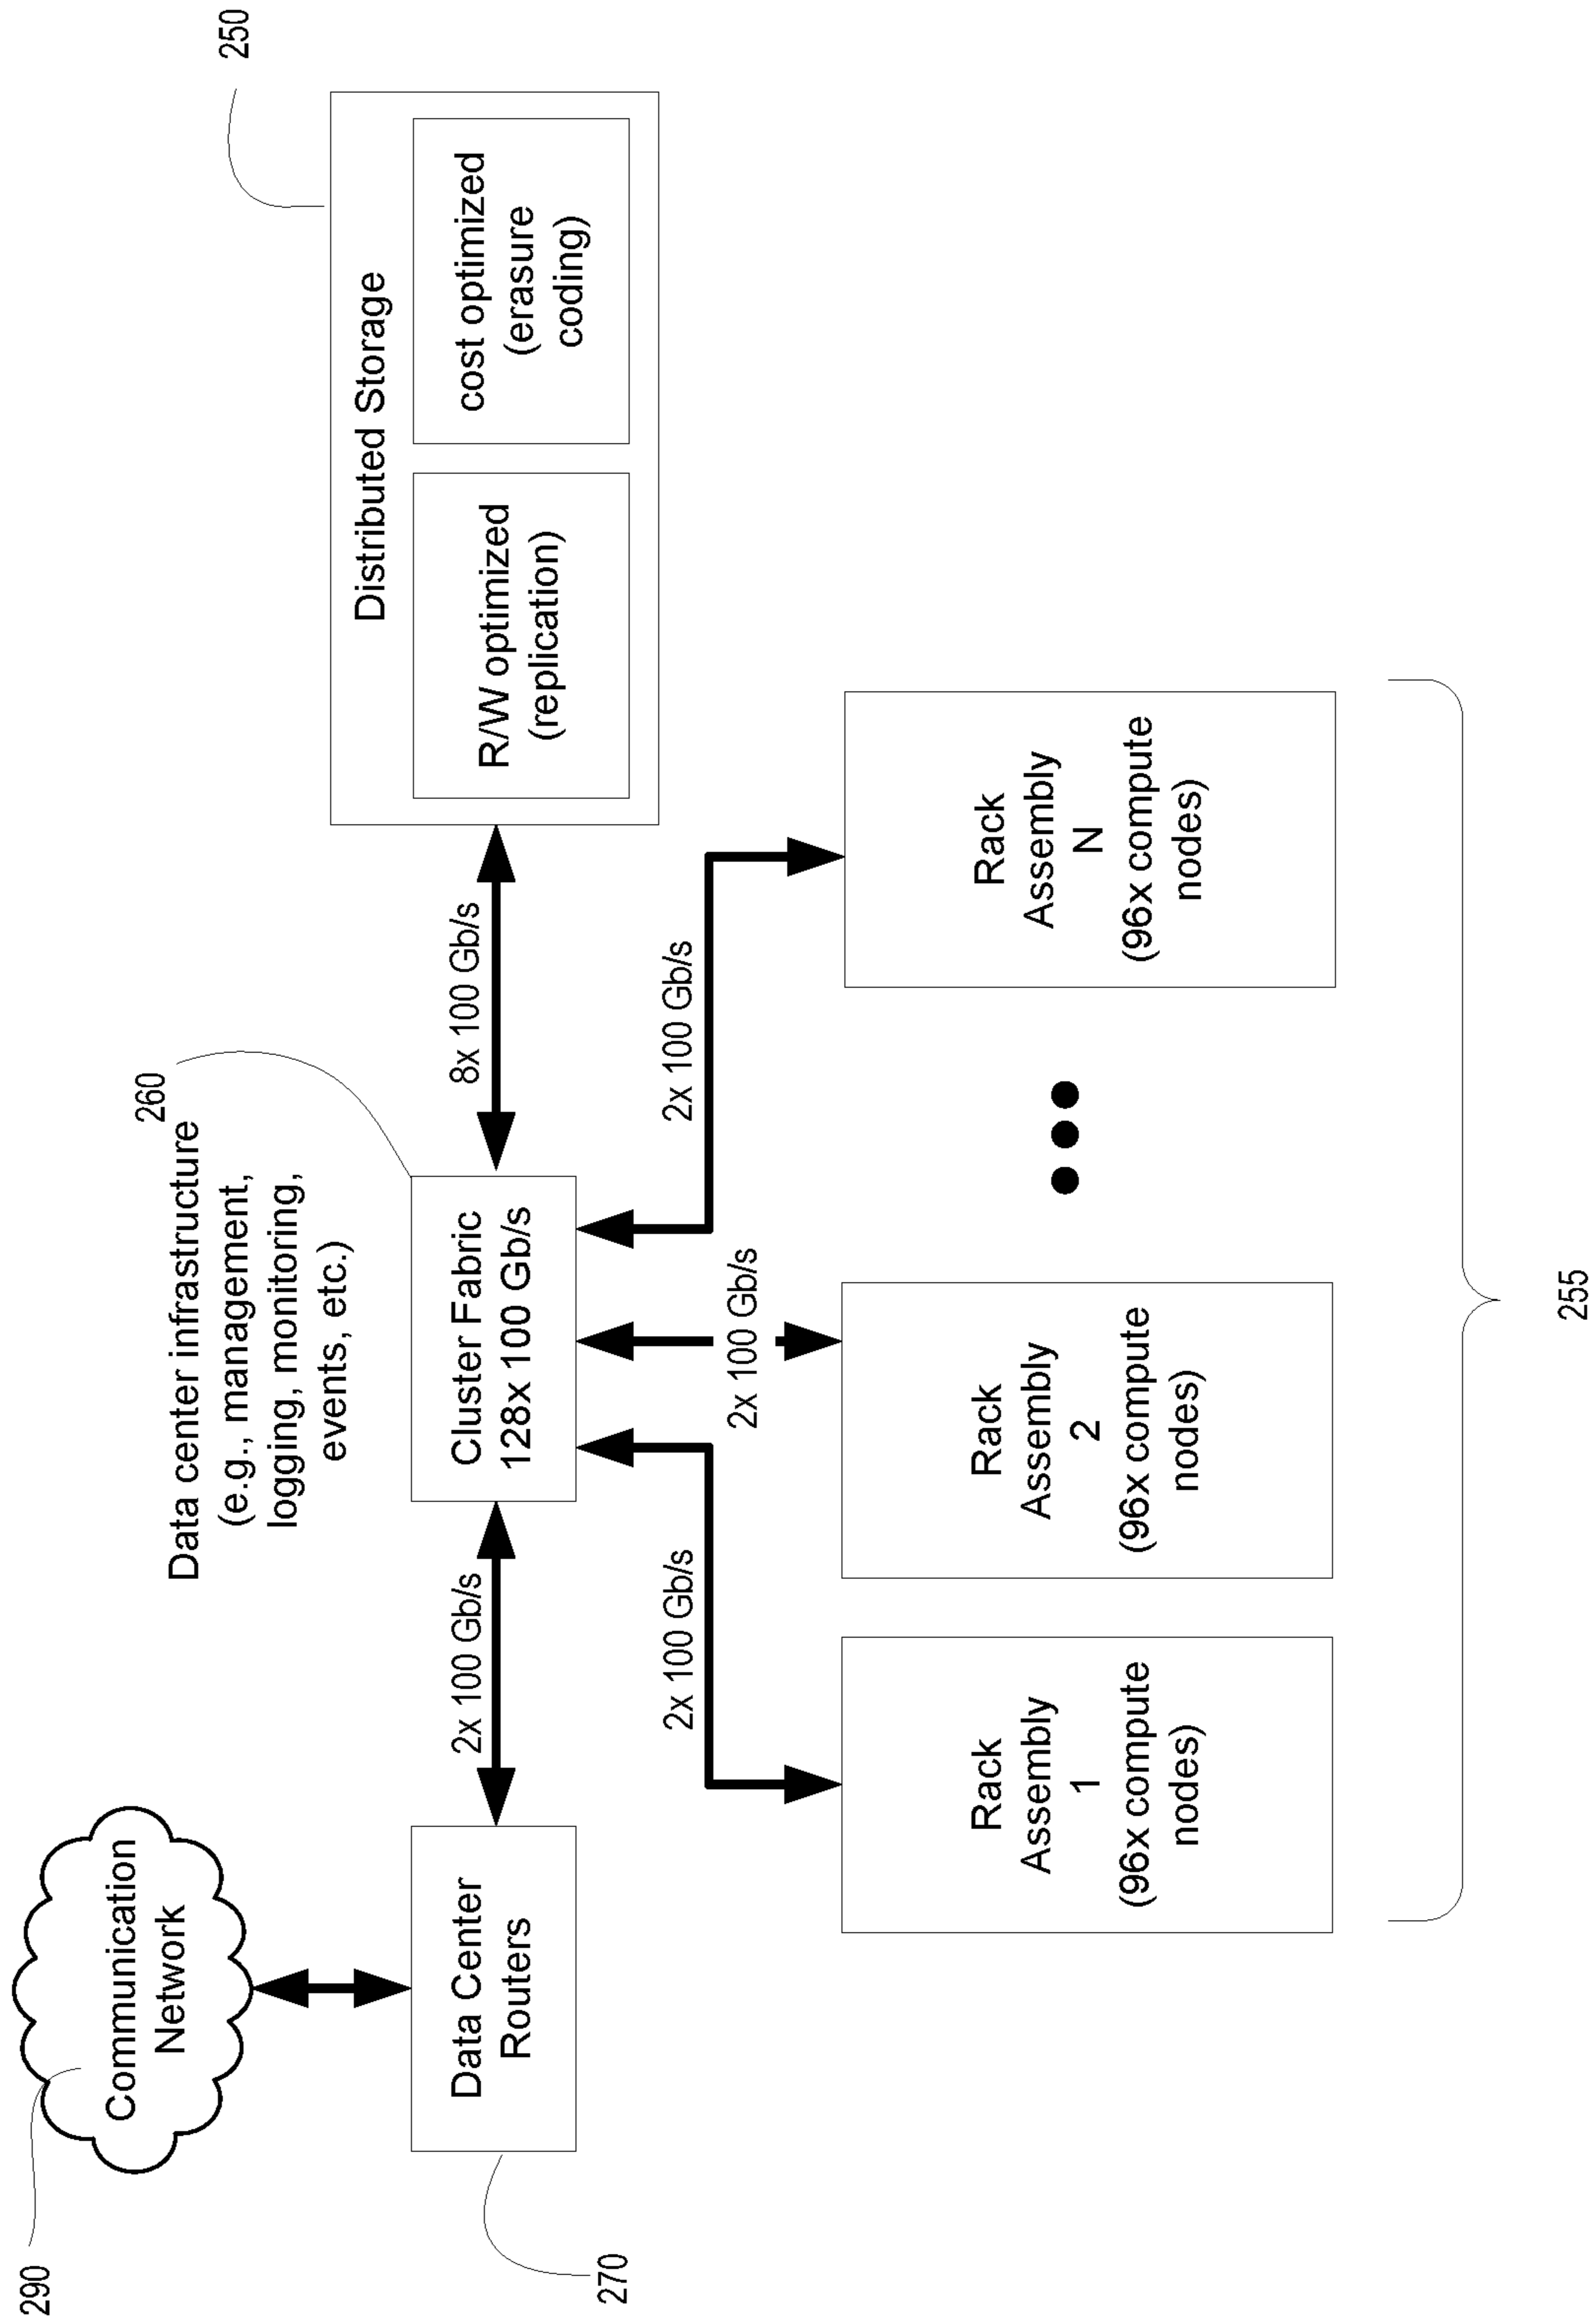 290
Communication
Network
Data Center
Routers
270
2x 100 Gb/s
Data center infrastructure
(e.g., management,
logging, monitoring,
events, etc.)
260
Cluster Fabric
128x 100 Gb/s
8x 100 Gb/s
250
Distributed Storage
R/W optimized
(replication)
cost optimized
(erasure
coding)
2x 100 Gb/s
2x 100 Gb/s
2x 100 Gb/s
Rack
Assembly
1
(96x compute
nodes)
Rack
Assembly
2
(96x compute
nodes)
Rack
Assembly
N
(96x compute
nodes)
255